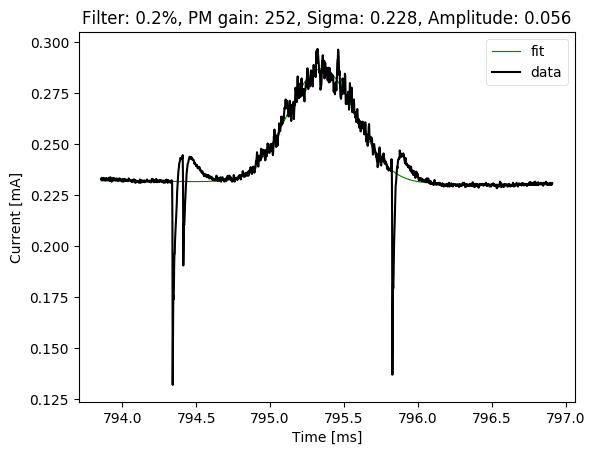 Filter: 0.2%, PM gain: 252, Sigma: 0.228, Amplitude: 0.056
fit
data
Current [mA]
0.300
0.275
0.250
0.225
0.200
0.175
0.150
0.125
794.0 794.5 795.0 795.5 796.0 796.5 797.0
Time [ms]